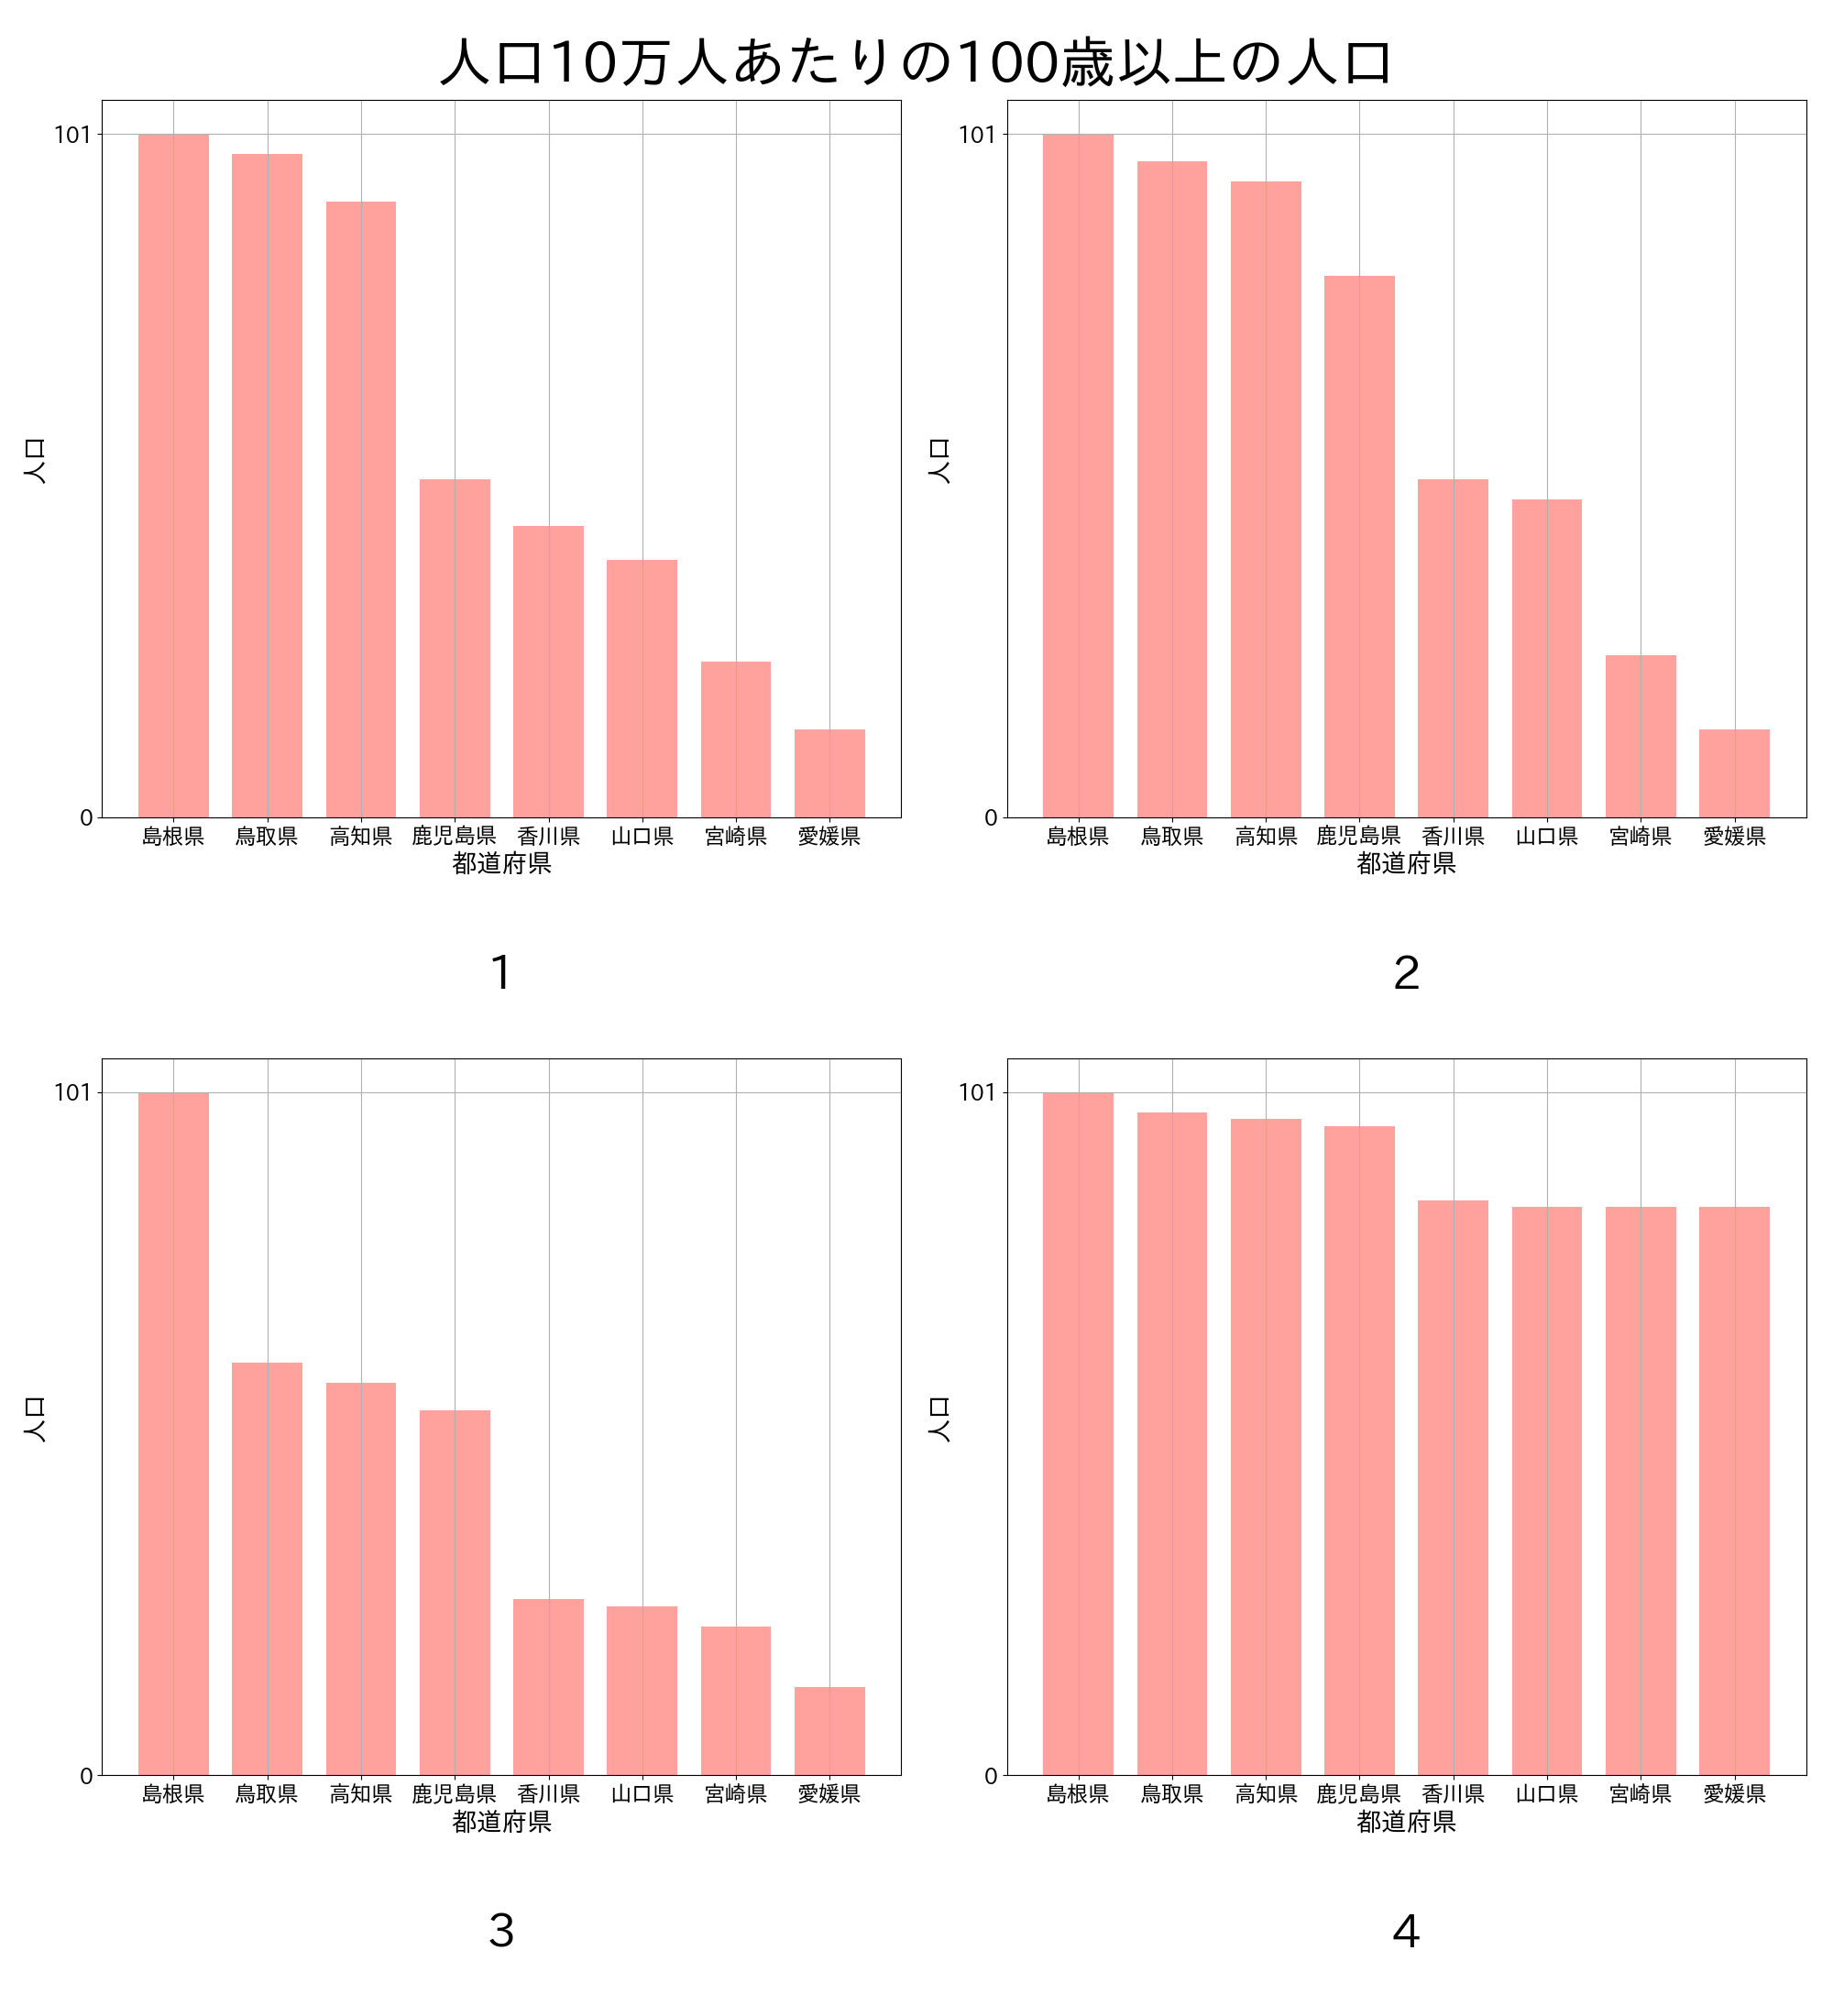 人口10万人あたりの100歳以上の人口
101
0
人口
島根県 鳥取県 高知県 鹿児島県 香川県 山口県 宮崎県 愛媛県
都道府県
1
101
0
人口
島根県 鳥取県 高知県 鹿児島県 香川県 山口県 宮崎県 愛媛県
都道府県
2
101
0
人口
島根県 鳥取県 高知県 鹿児島県 香川県 山口県 宮崎県 愛媛県
都道府県
3
101
0
人口
島根県 鳥取県 高知県 鹿児島県 香川県 山口県 宮崎県 愛媛県
都道府県
4